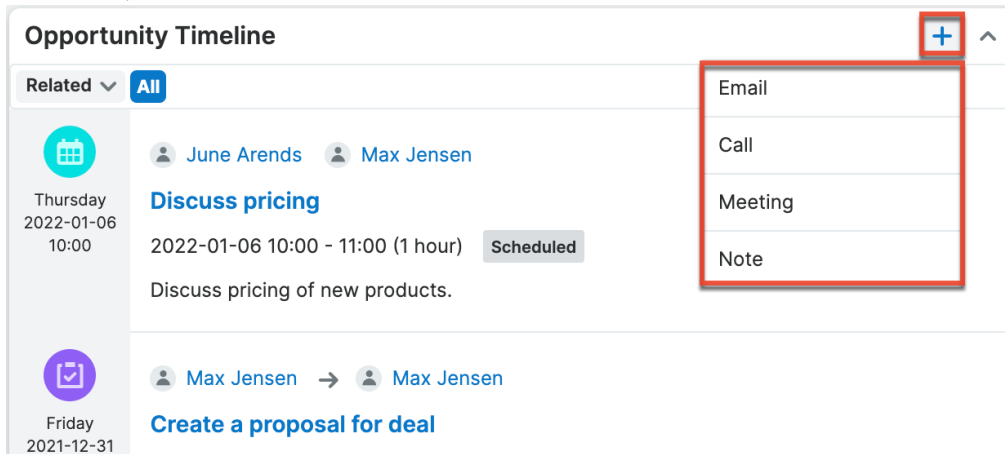 Opportunity Timeline
Related All
Email
Call
Meeting
Note
June Arends Max Jensen
Thursday
2022-01-06
10:00
Discuss pricing
2022-01-06 10:00 - 11:00 (1 hour) Scheduled
Discuss pricing of new products.
Max Jensen → Max Jensen
Friday
2021-12-31
Create a proposal for deal